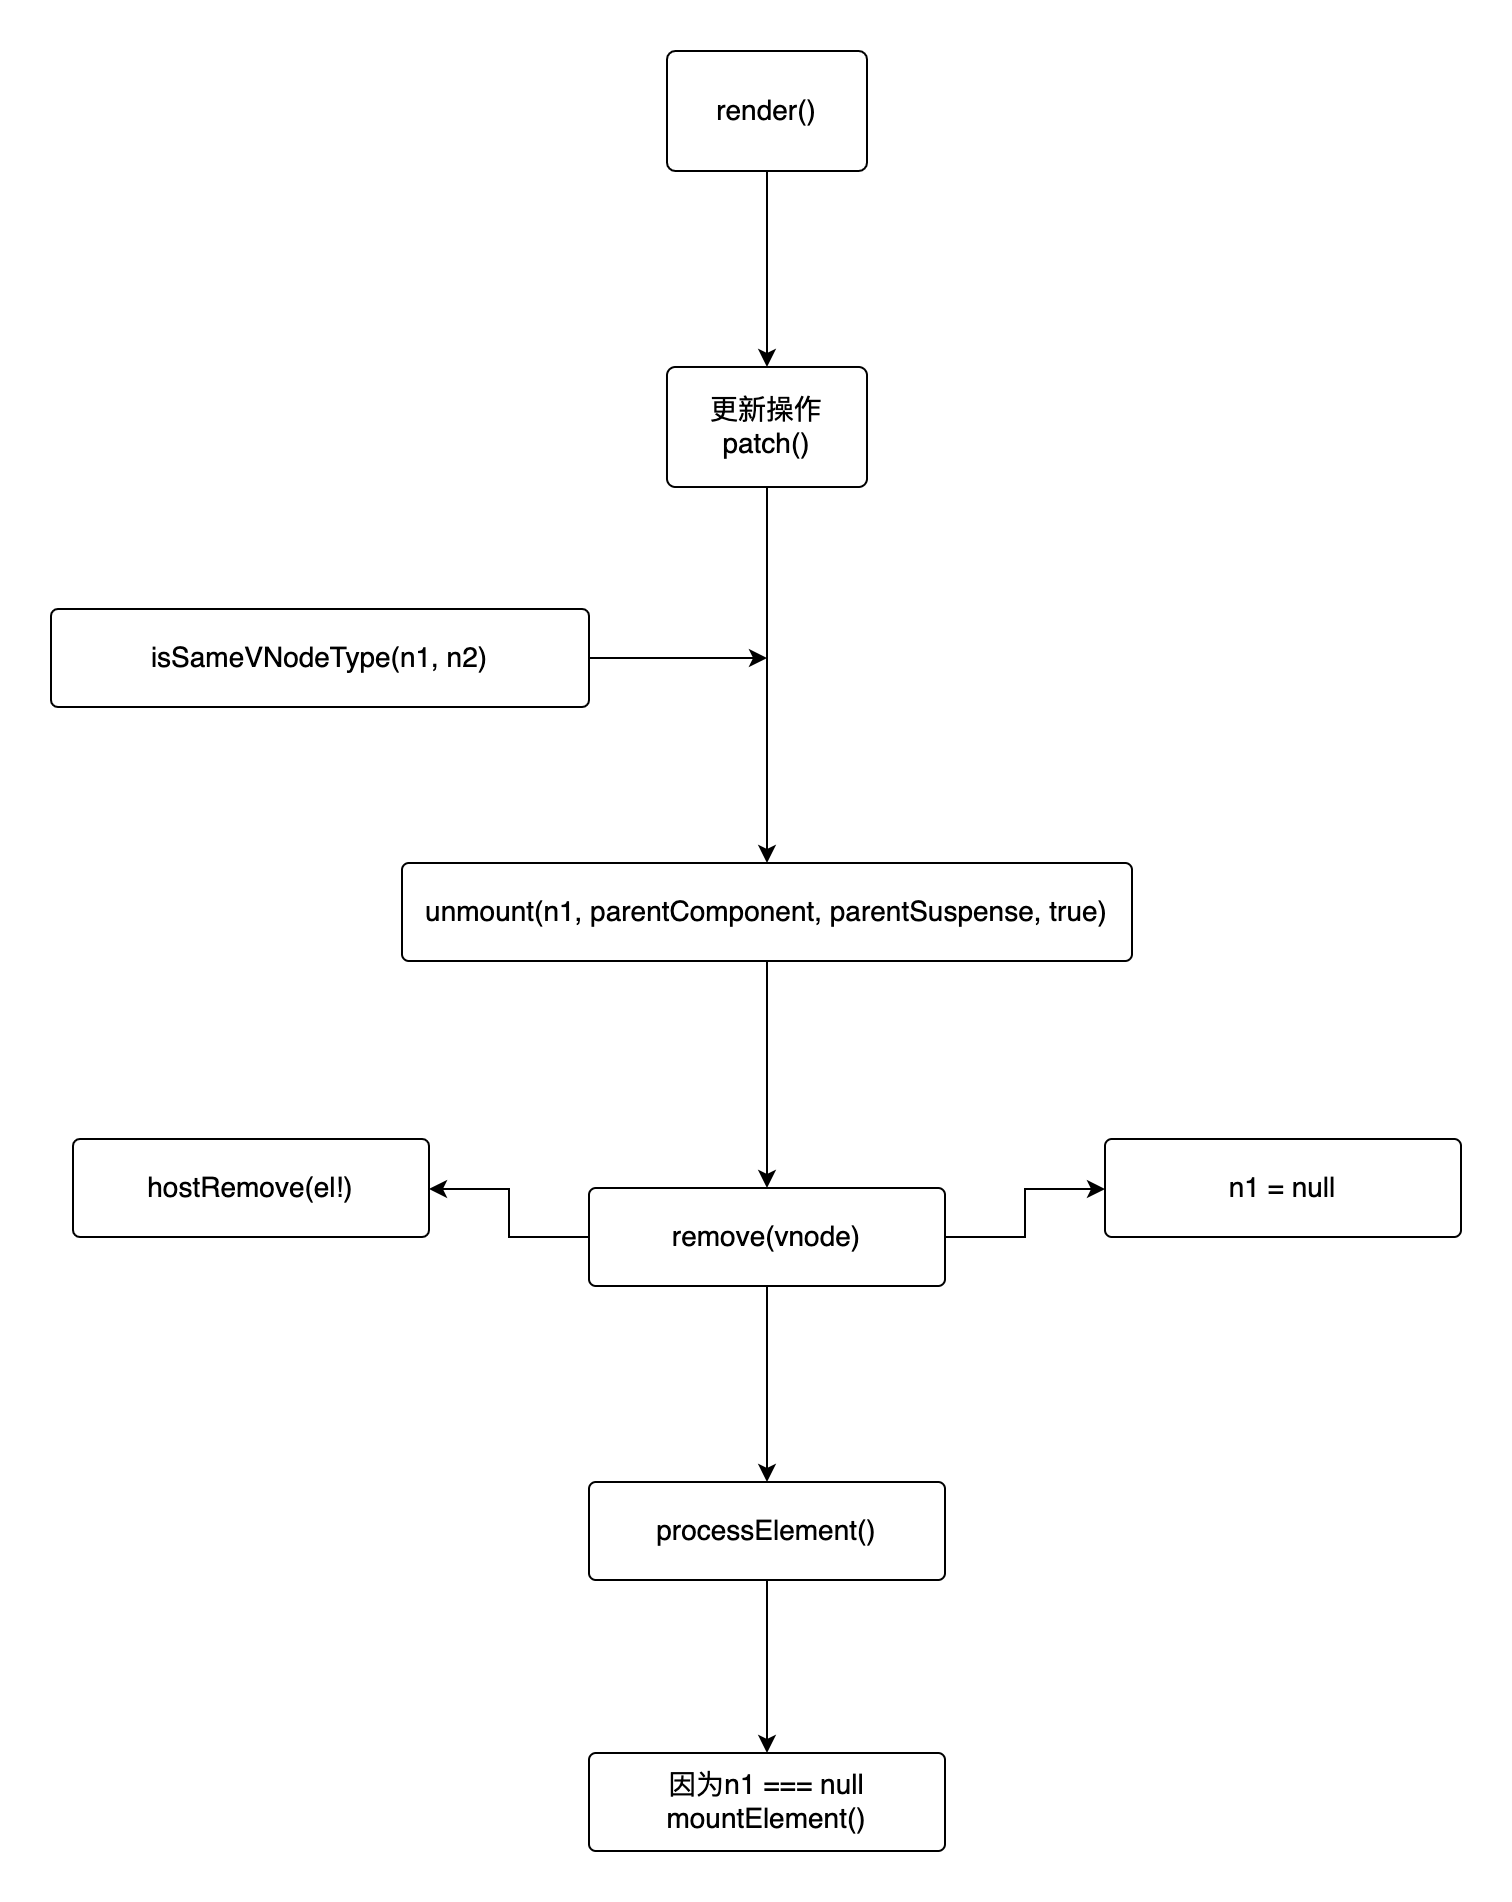 render()
更新操作
patch()
isSameVNodeType(n1, n2)
unmount(n1, parentComponent, parentSuspense, true)
hostRemove(el!)
n1 = null
remove(vnode)
processElement()
因为n1 === null
mountElement()